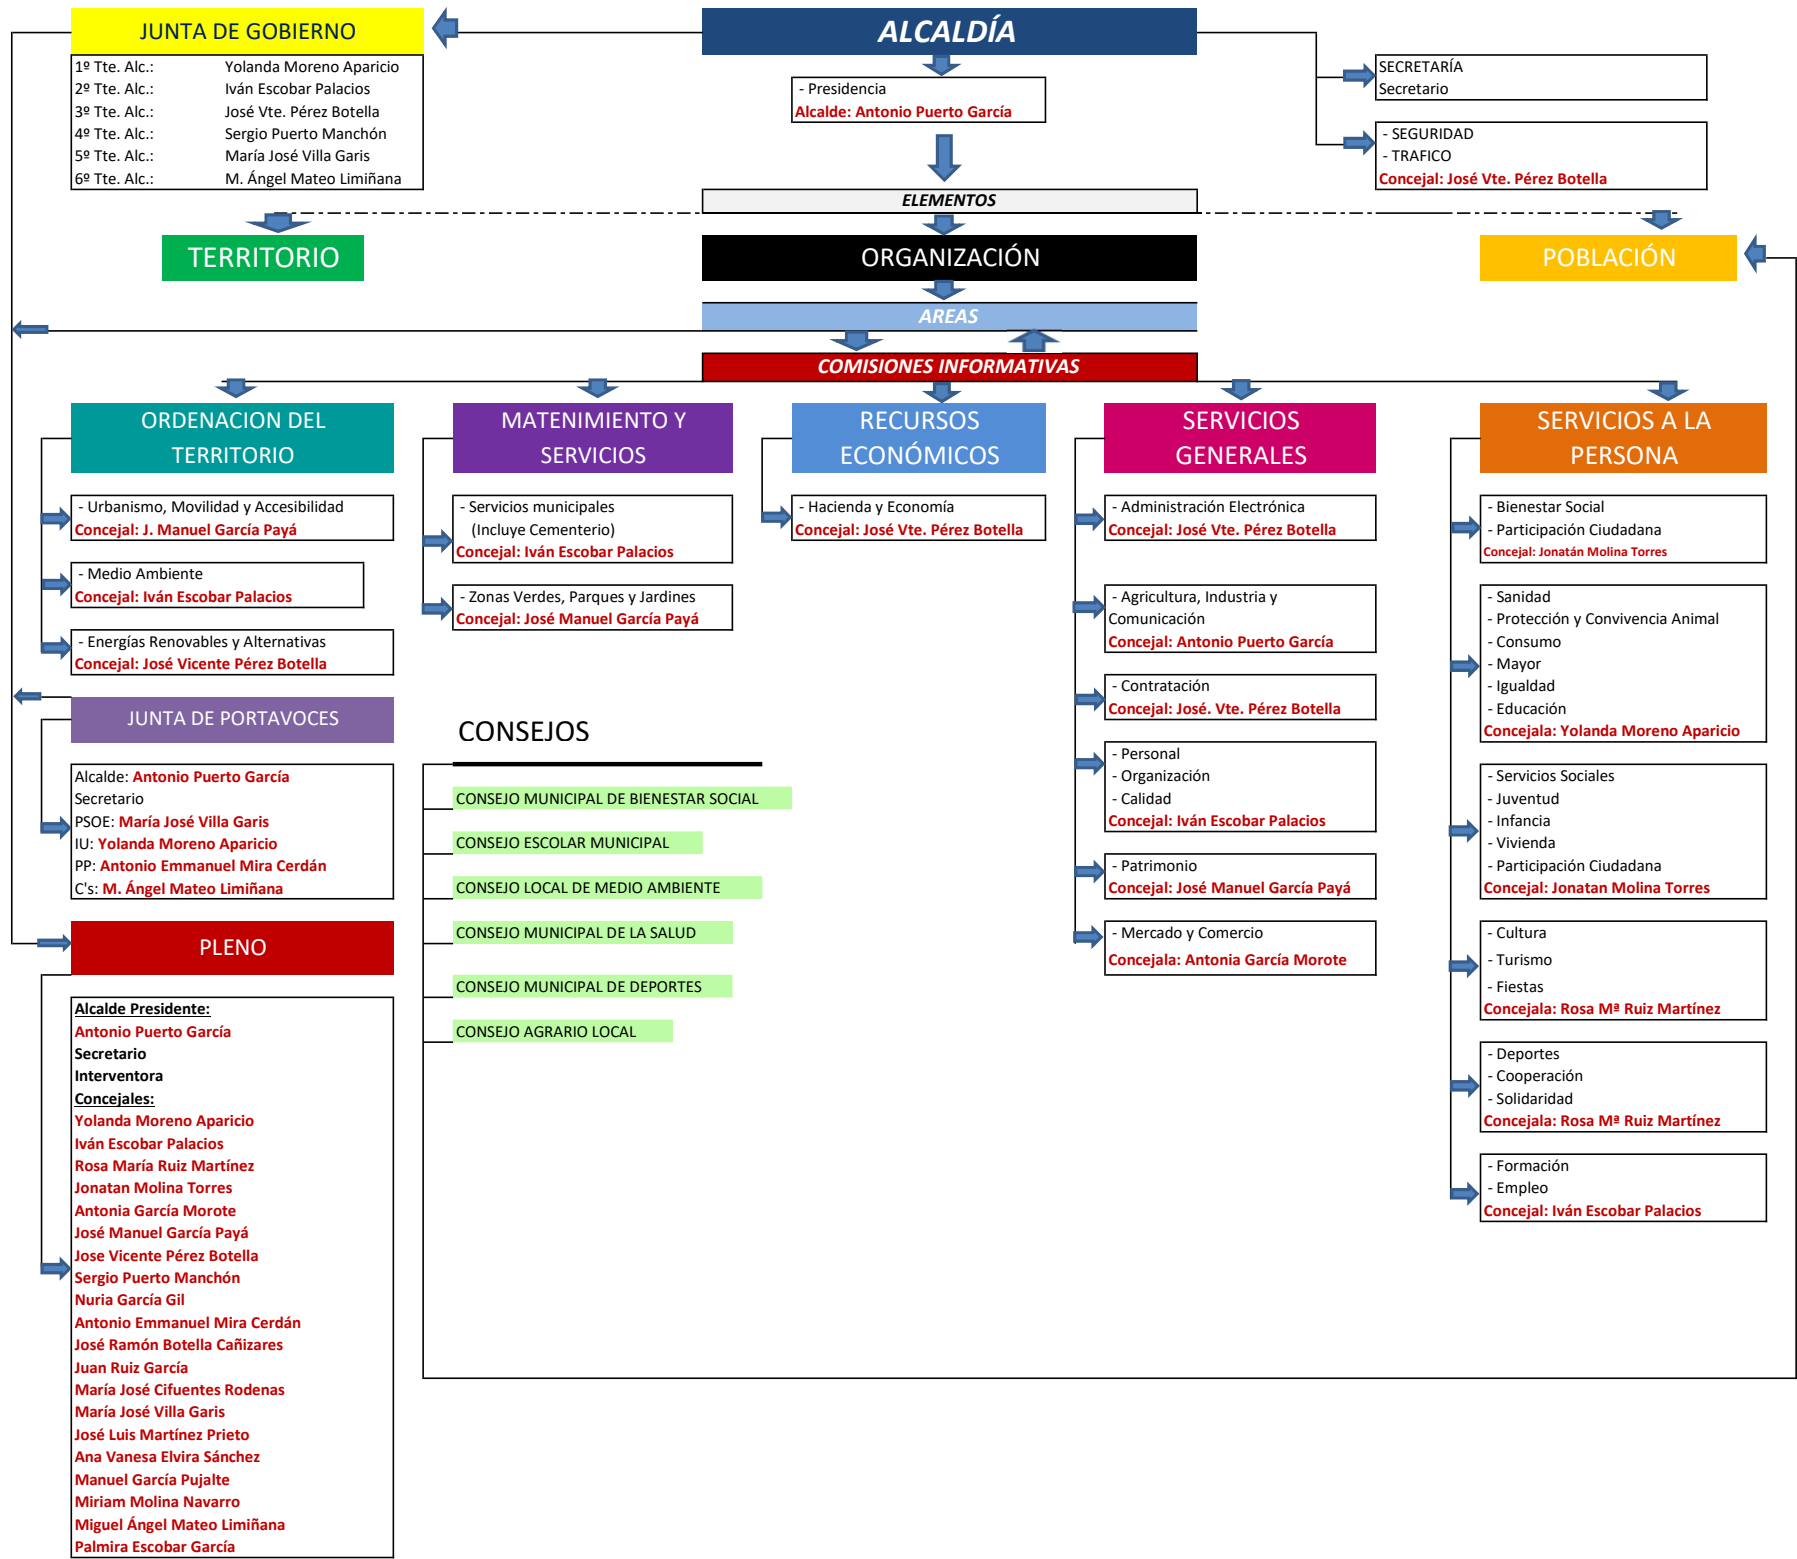 JUNTA DE GOBIERNO
1º Tte. Alc.: Yolanda Moreno Aparicio
2º Tte. Alc.: Iván Escobar Palacios
3º Tte. Alc.: José Vte. Pérez Botella
4º Tte. Alc.: Sergio Puerto Manchón
5º Tte. Alc.: María José Villa Garis
6º Tte. Alc.: M. Ángel Mateo Limiñana
ALCALDÍA
- Presidencia
Alcalde: Antonio Puerto García
SECRETARÍA
Secretario
- SEGURIDAD
- TRAFICO
Concejal: José Vte. Pérez Botella
ELEMENTOS
TERRITORIO
ORGANIZACIÓN
POBLACIÓN
AREAS
COMISIONES INFORMATIVAS
ORDENACION DEL
TERRITORIO
- Urbanismo, Movilidad y Accesibilidad
Concejal: J. Manuel García Payá
- Medio Ambiente
Concejal: Iván Escobar Palacios
- Energías Renovables y Alternativas
Concejal: José Vicente Pérez Botella
MATENIMIENTO Y
SERVICIOS
- Servicios municipales
(Incluye Cementerio)
Concejal: Iván Escobar Palacios
- Zonas Verdes, Parques y Jardines
Concejal: José Manuel García Payá
RECURSOS
ECONÓMICOS
- Hacienda y Economía
Concejal: José Vte. Pérez Botella
SERVICIOS
GENERALES
- Administración Electrónica
Concejal: José Vte. Pérez Botella
- Agricultura, Industria y
Comunicación
Concejal: Antonio Puerto García
- Contratación
Concejal: José. Vte. Pérez Botella
- Personal
- Organización
- Calidad
Concejal: Iván Escobar Palacios
- Patrimonio
Concejal: José Manuel García Payá
- Mercado y Comercio
Concejala: Antonia García Morote
SERVICIOS A LA
PERSONA
- Bienestar Social
- Participación Ciudadana
Concejal: Jonatán Molina Torres
- Sanidad
- Protección y Convivencia Animal
- Consumo
- Mayor
- Igualdad
- Educación
Concejala: Yolanda Moreno Aparicio
- Servicios Sociales
- Juventud
- Infancia
- Vivienda
- Participación Ciudadana
Concejal: Jonatan Molina Torres
- Cultura
- Turismo
- Fiestas
Concejala: Rosa Mª Ruiz Martínez
- Deportes
- Cooperación
- Solidaridad
Concejala: Rosa Mª Ruiz Martínez
- Formación
- Empleo
Concejal: Iván Escobar Palacios
JUNTA DE PORTAVOCES
Alcalde: Antonio Puerto García
Secretario
PSOE: María José Villa Garis
IU: Yolanda Moreno Aparicio
PP: Antonio Emmanuel Mira Cerdán
C's: M. Ángel Mateo Limiñana
CONSEJOS
CONSEJO MUNICIPAL DE BIENESTAR SOCIAL
CONSEJO ESCOLAR MUNICIPAL
CONSEJO LOCAL DE MEDIO AMBIENTE
CONSEJO MUNICIPAL DE LA SALUD
CONSEJO MUNICIPAL DE DEPORTES
CONSEJO AGRARIO LOCAL
PLENO
Alcalde Presidente:
Antonio Puerto García
Secretario
Interventora
Concejales:
Yolanda Moreno Aparicio
Iván Escobar Palacios
Rosa María Ruiz Martínez
Jonatan Molina Torres
Antonia García Morote
José Manuel García Payá
Jose Vicente Pérez Botella
Sergio Puerto Manchón
Nuria García Gil
Antonio Emmanuel Mira Cerdán
José Ramón Botella Cañizares
Juan Ruiz García
María José Cifuentes Rodenas
María José Villa Garis
José Luis Martínez Prieto
Ana Vanesa Elvira Sánchez
Manuel García Pujalte
Miriam Molina Navarro
Miguel Ángel Mateo Limiñana
Palmira Escobar García